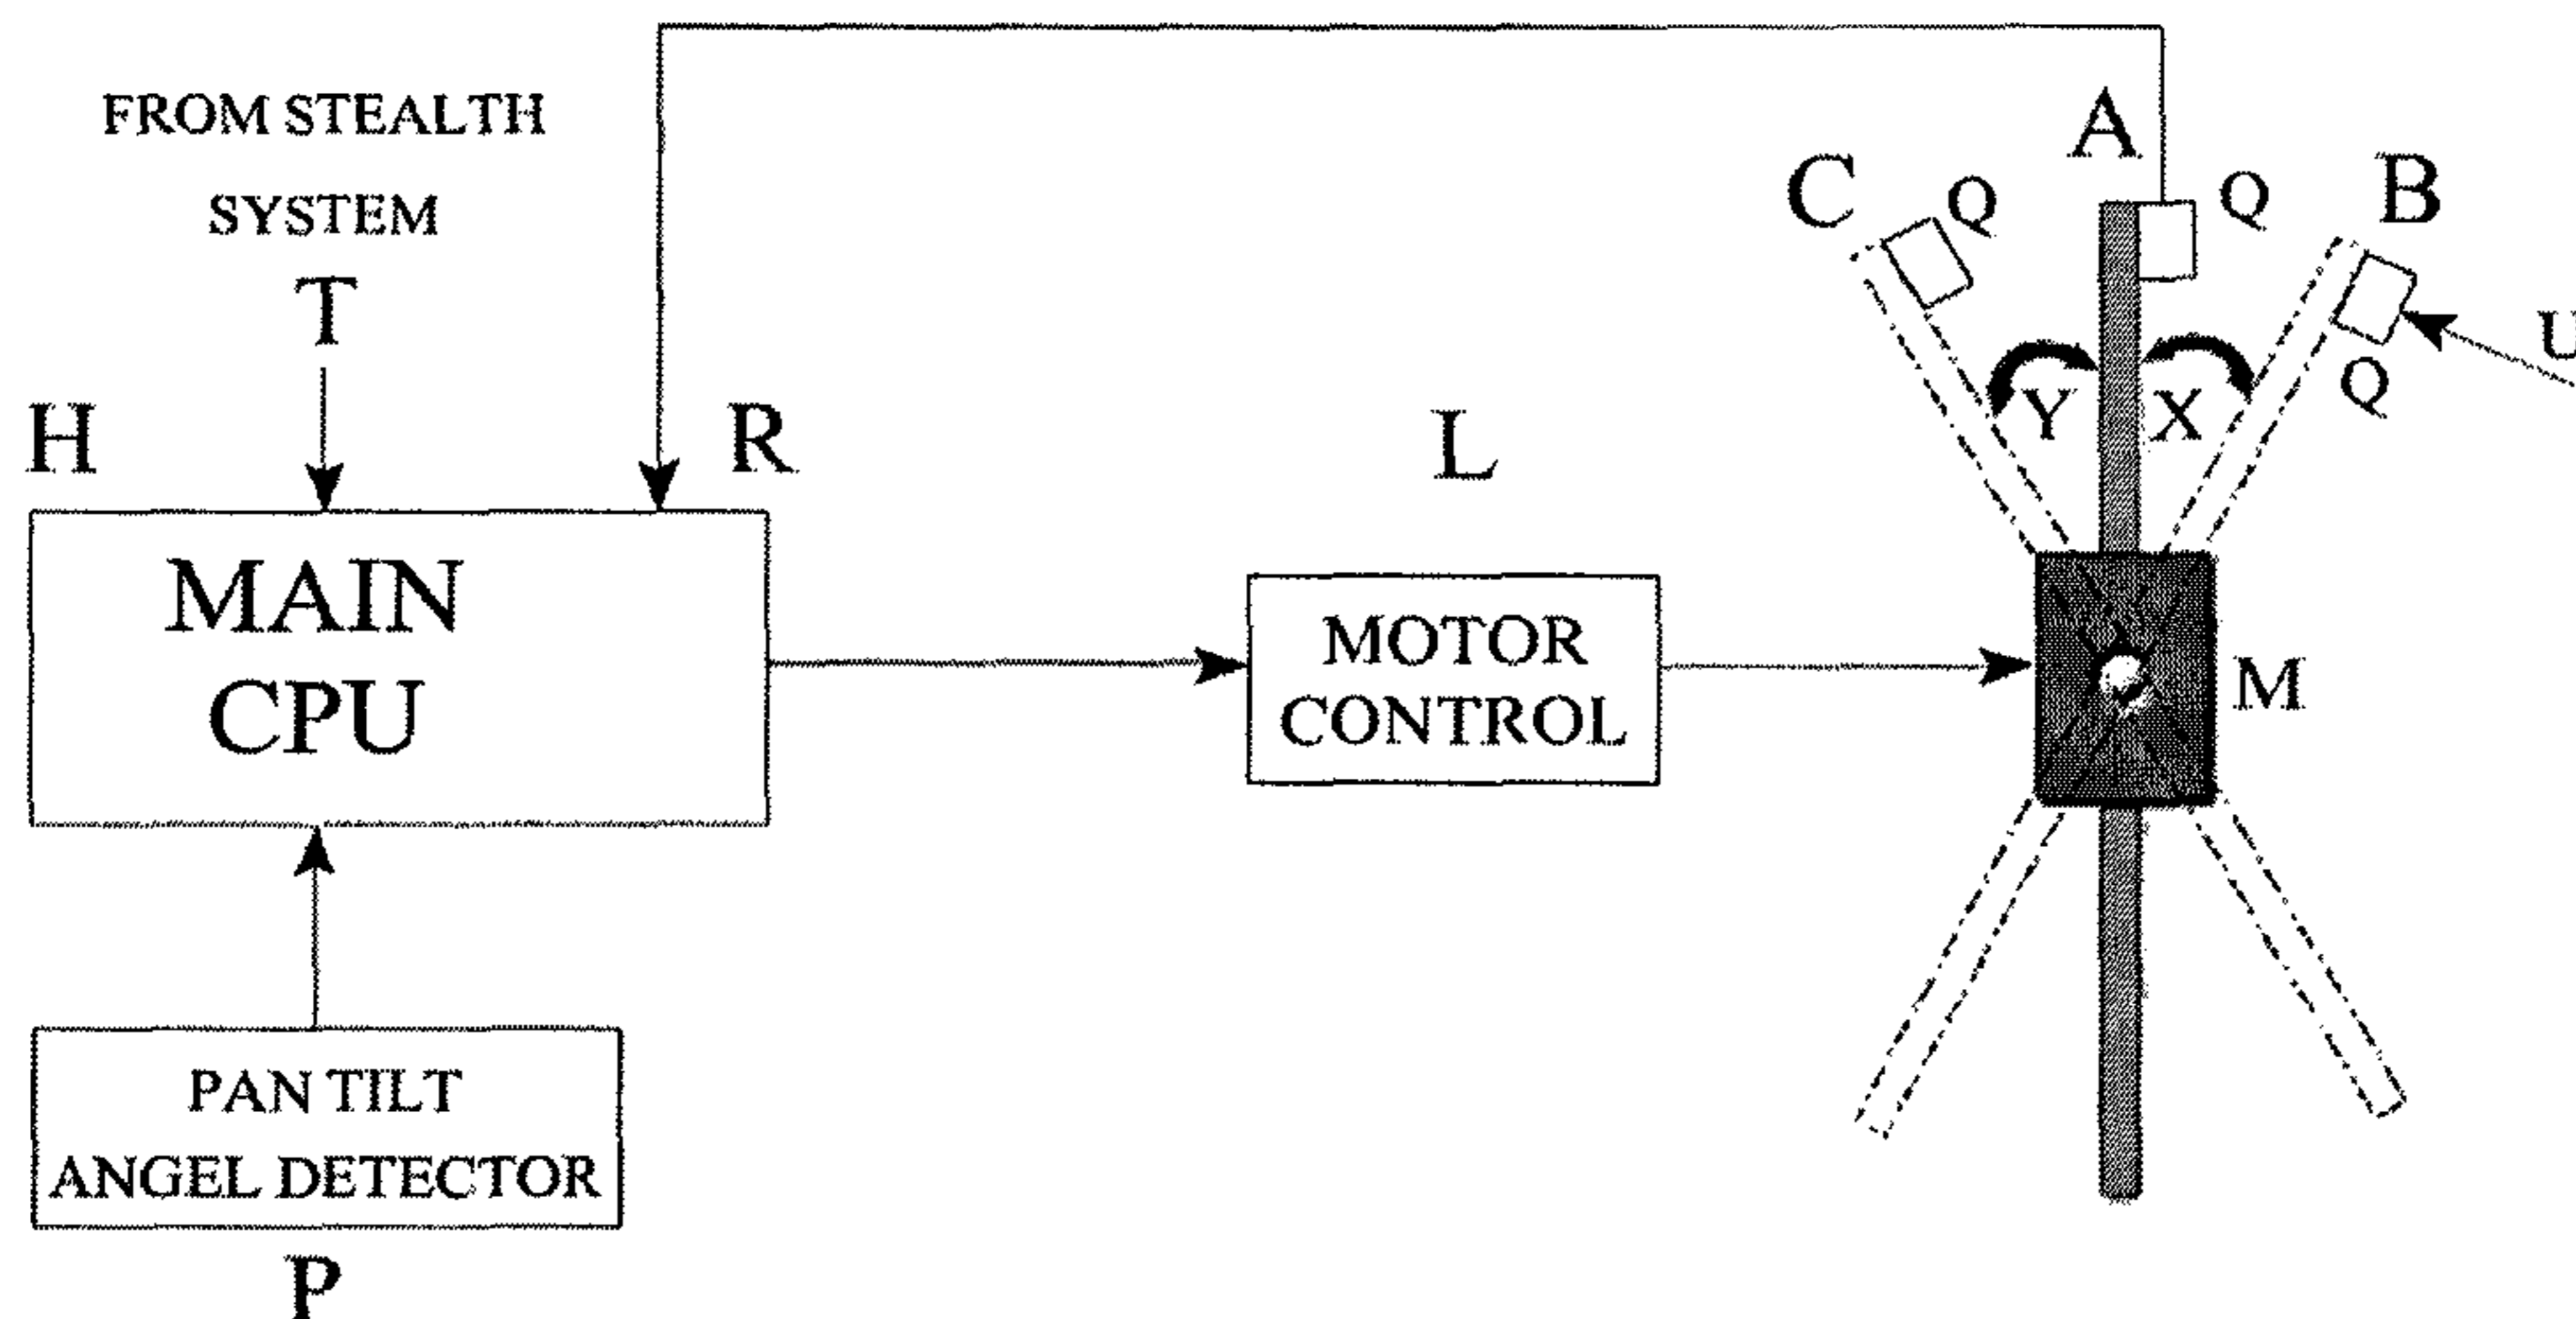 FROM STEALTH
SYSTEM
T
H
R
L
A
C
Q
Q
B
U
Q
Y
X
MAIN
CPU
MOTOR
CONTROL
M
PAN TILT
ANGEL DETECTOR
P